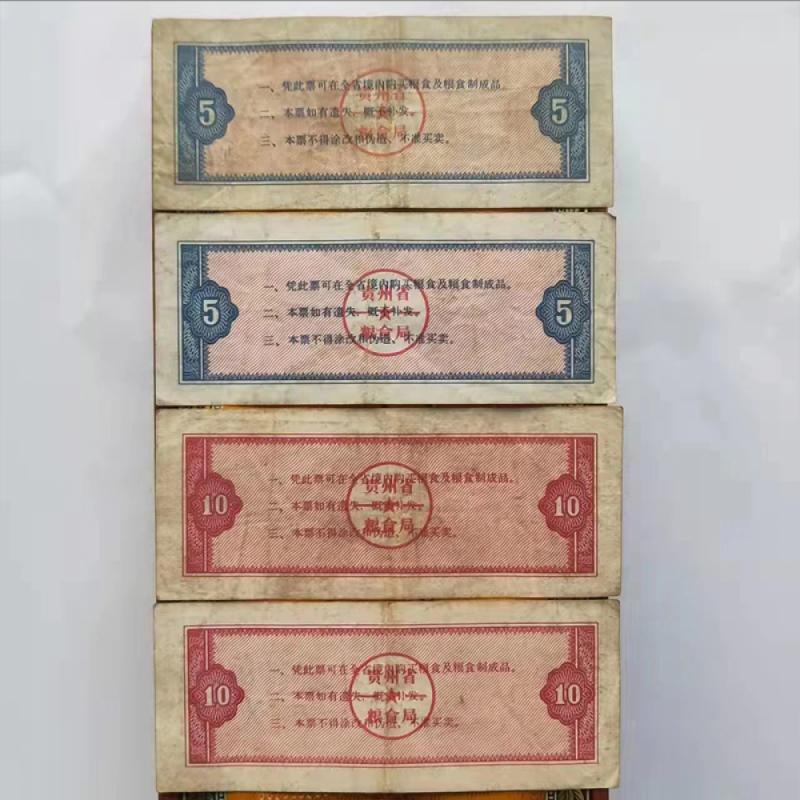 一、凭此票可在全省境内购买粮食及粮食制成品。
5 二、本票如有遗失、概不补发。 5
三、本票不得涂改和伪造、不准买卖。
贵州省
粮食局
一、凭此票可在全省境内购买粮食及粮食制成品。
5 二、本票如有遗失、概不补发。 5
三、本票不得涂改和伪造、不准买卖。
贵州省
粮食局
一、凭此票可在全省境内购买粮食及粮食制成品。
10 二、本票如有遗失、概不补发。 10
三、本票不得涂改和伪造、不准买卖。
贵州省
粮食局
一、凭此票可在全省境内购买粮食及粮食制成品。
10 二、本票如有遗失、概不补发。 10
三、本票不得涂改和伪造、不准买卖。
贵州省
粮食局